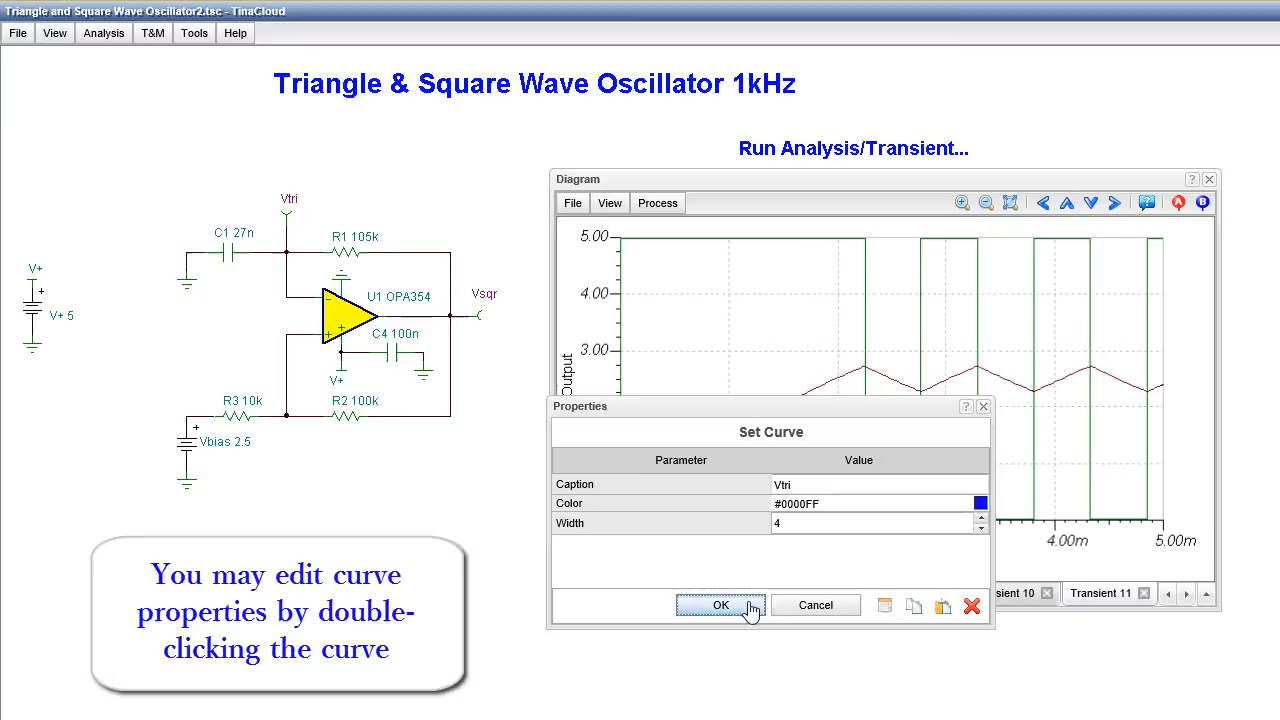 Triangle and Square Wave Oscillator2.tsc - TinaCloud
File View Analysis T&M Tools Help
Triangle & Square Wave Oscillator 1kHz
Run Analysis/Transient...
Vtri
C1 27n
R1 105k
V+
+
V+ 5
U1 OPA354
Vsqr
C4 100n
V+
R3 10k
R2 100k
+
Vbias 2.5
Diagram
?
File View Process
A B
5.00
4.00
3.00
Output
4.00m
5.00m
sient 10
Transient 11
Properties
?
Set Curve
Parameter Value
Caption Vtri
Color #0000FF
Width 4
OK Cancel
You may edit curve
properties by double-
clicking the curve